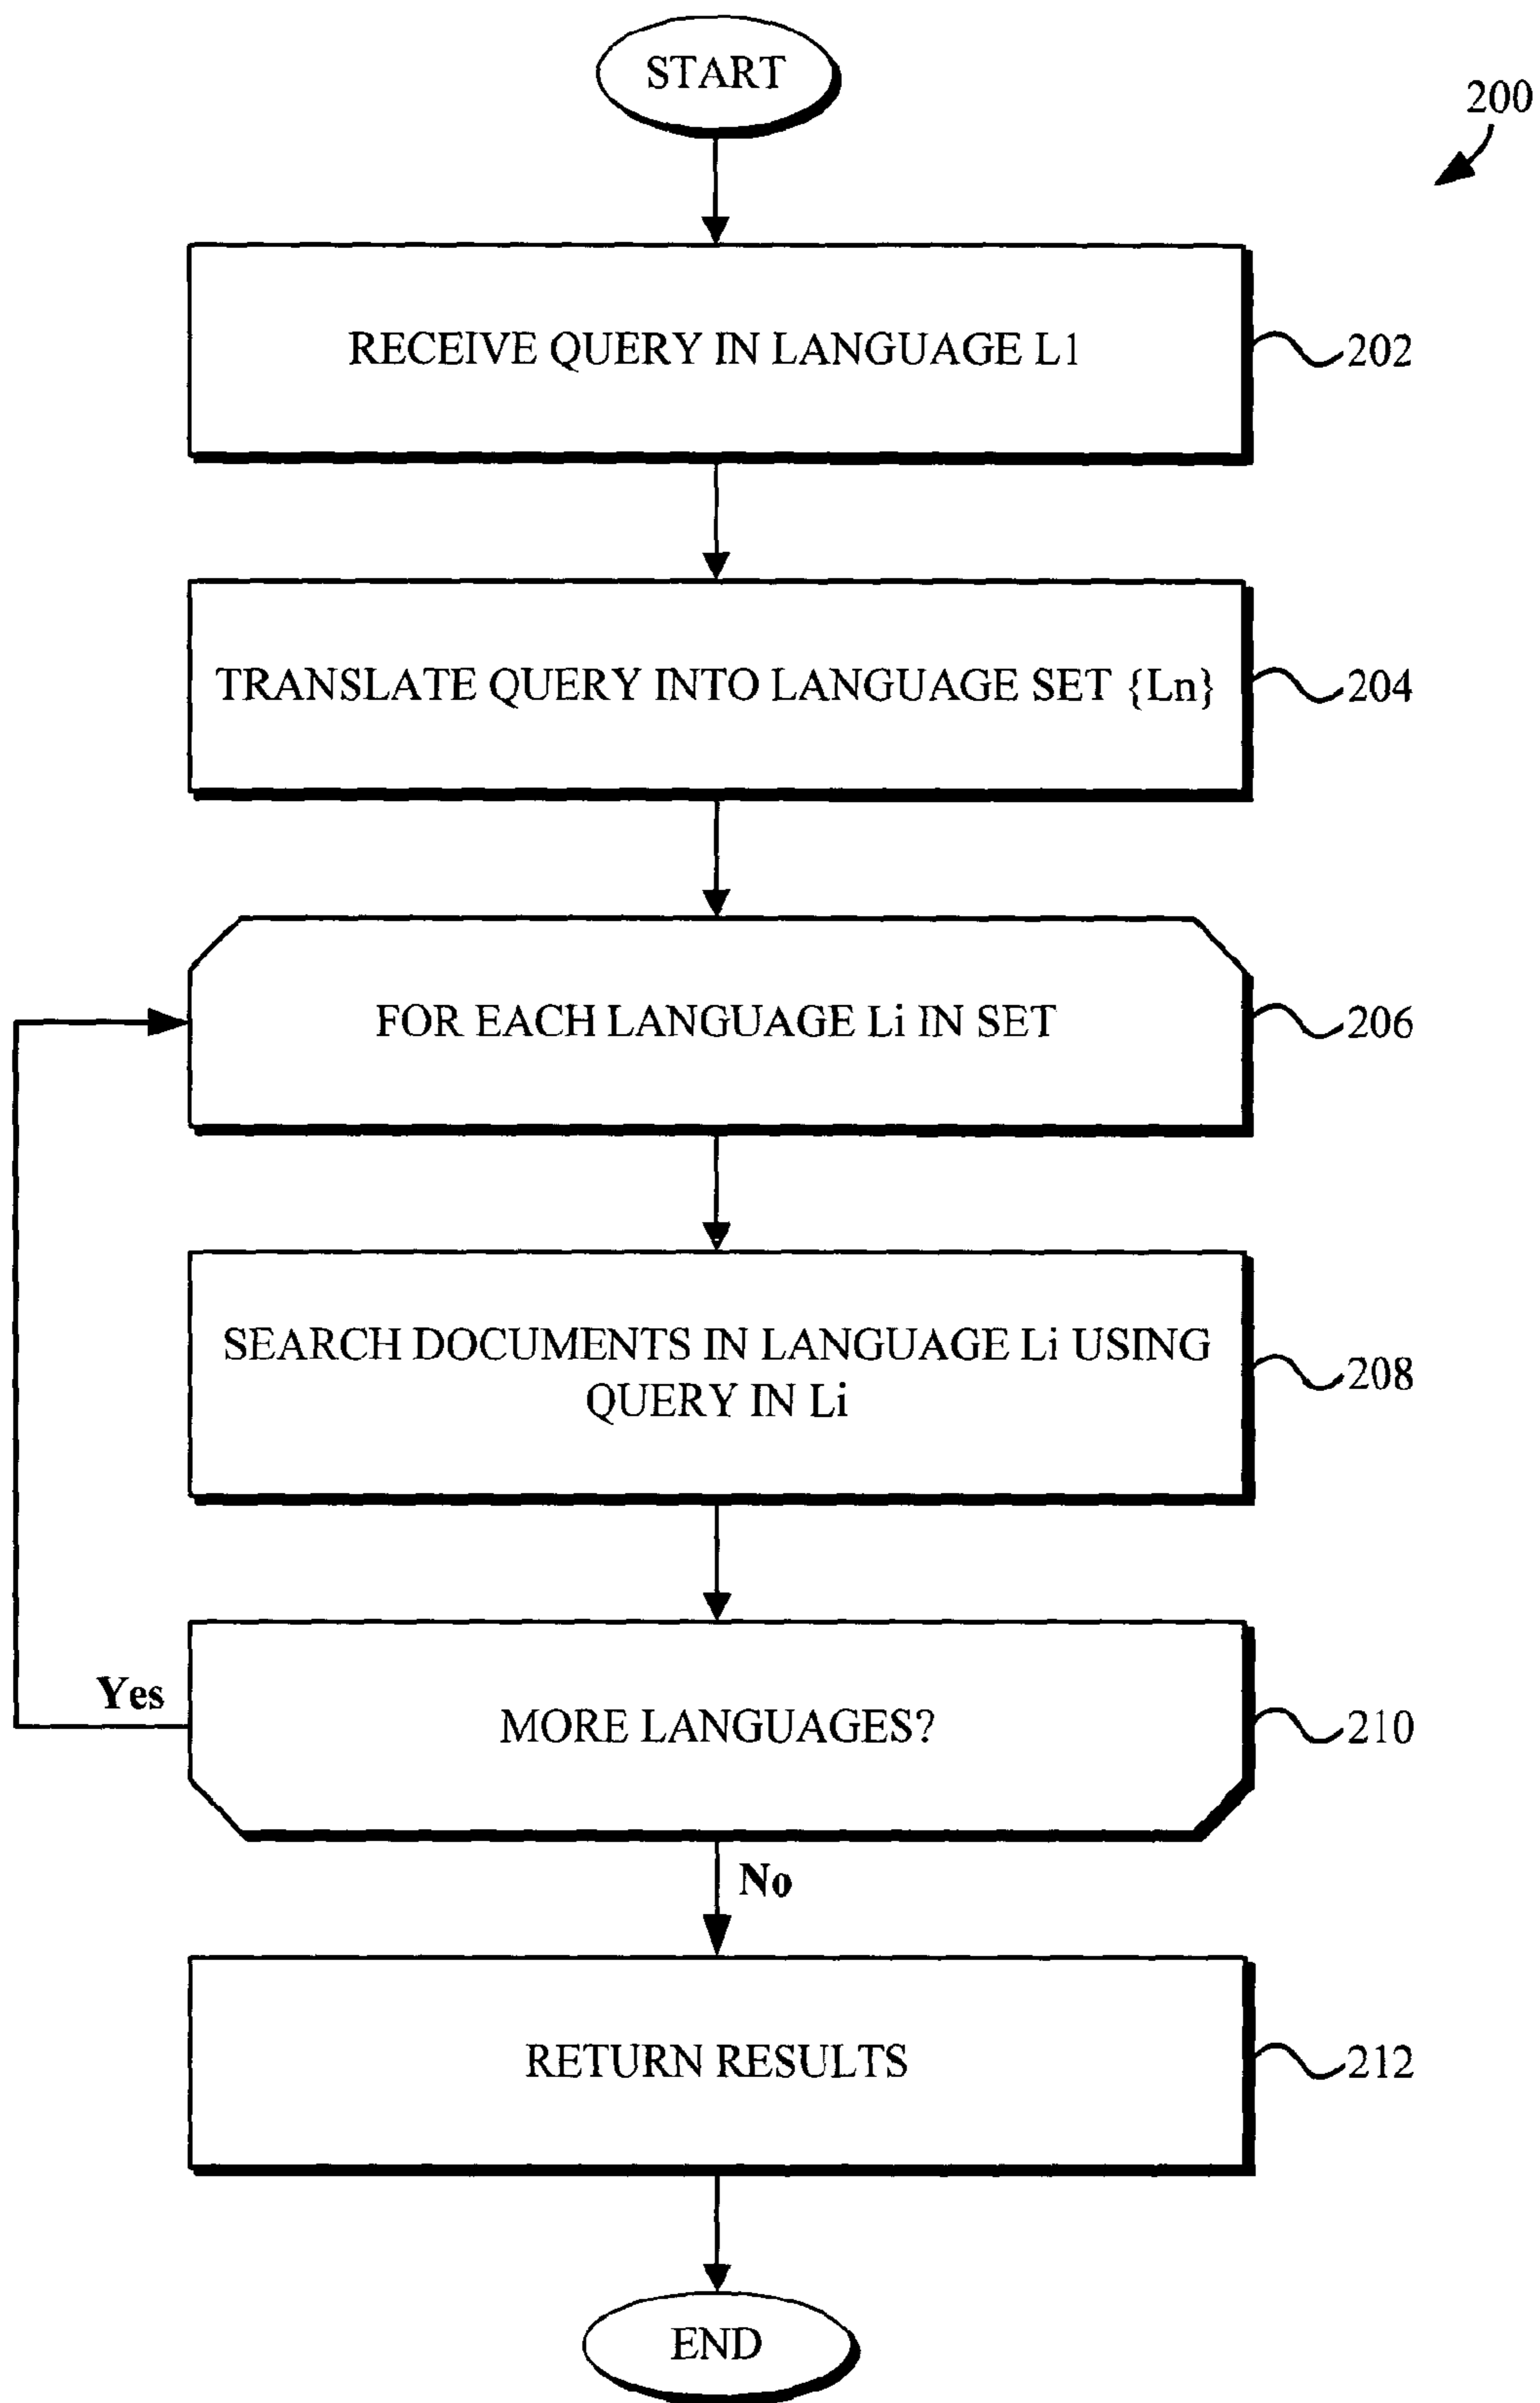 START
200
RECEIVE QUERY IN LANGUAGE L1
202
TRANSLATE QUERY INTO LANGUAGE SET {Ln}
204
FOR EACH LANGUAGE Li IN SET
206
SEARCH DOCUMENTS IN LANGUAGE Li USING
QUERY IN Li
208
Yes
MORE LANGUAGES?
210
No
RETURN RESULTS
212
END